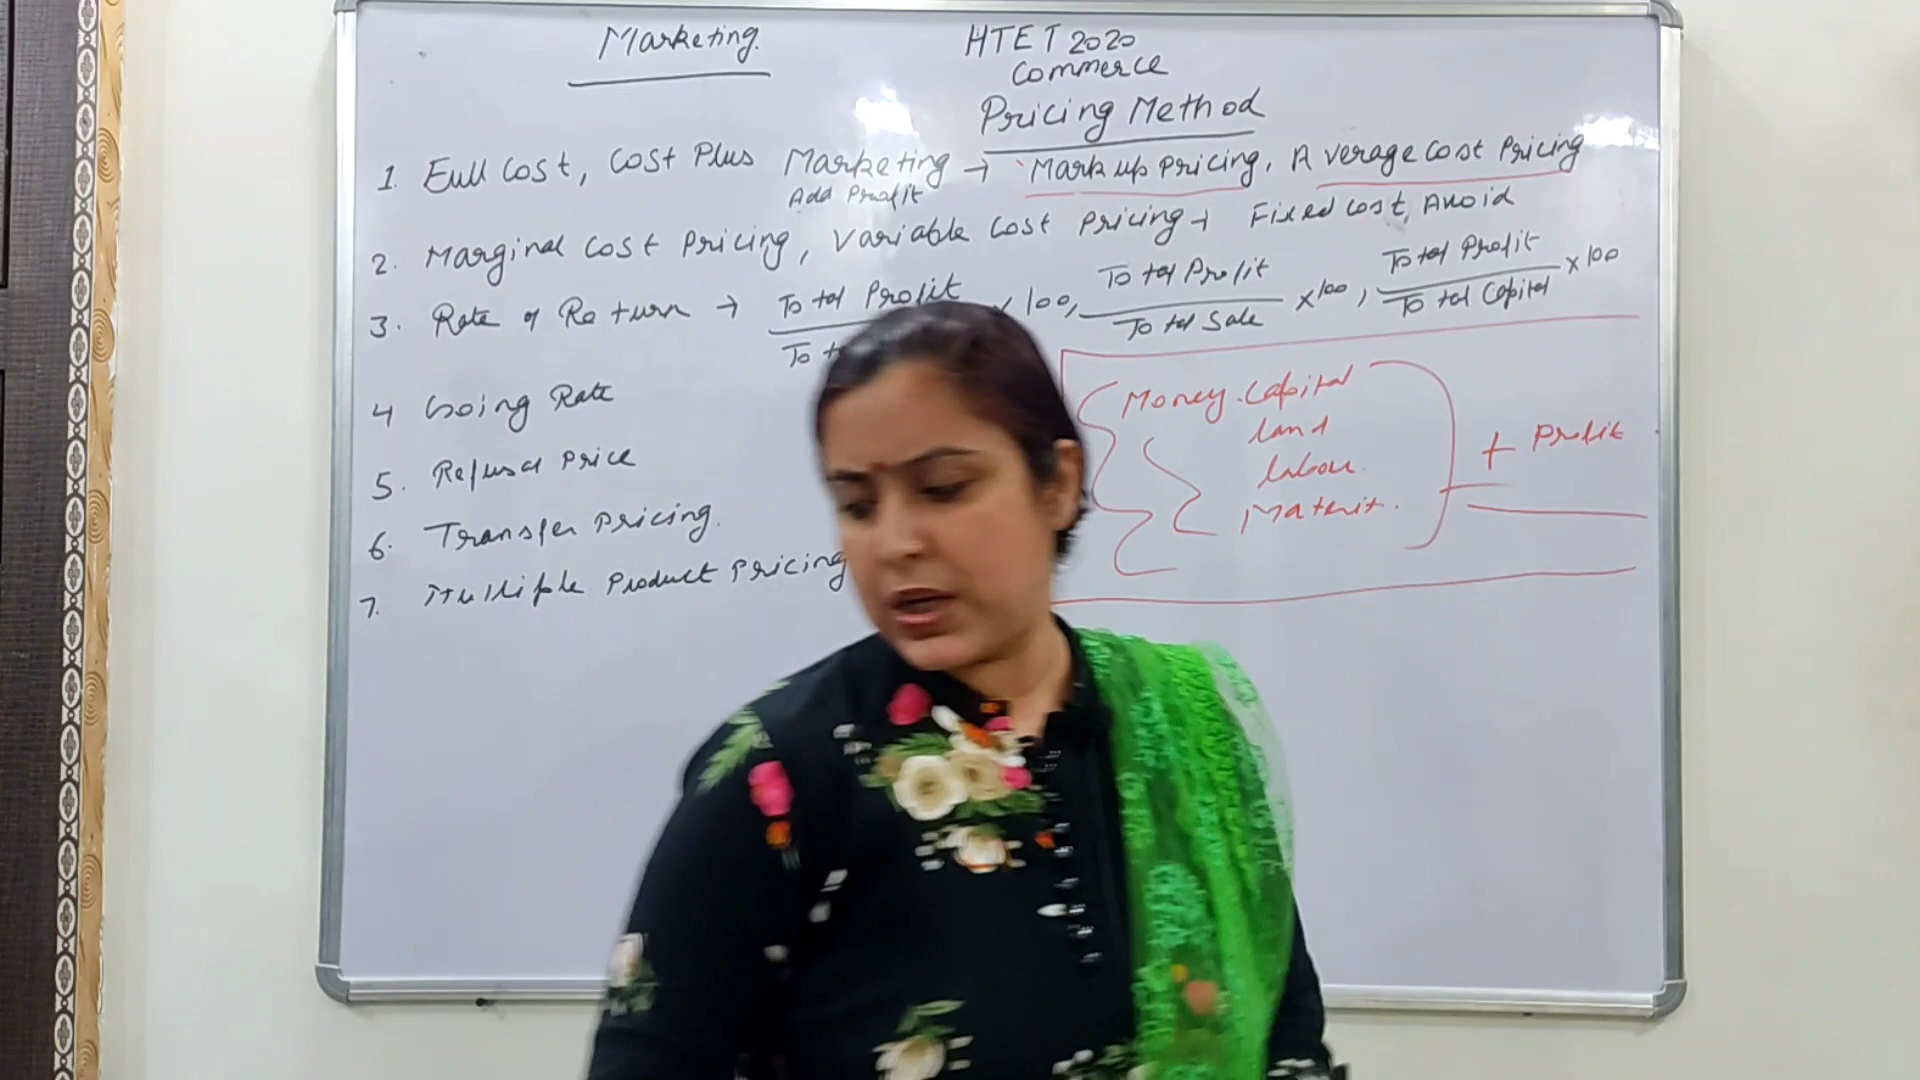 Marketing.
HTET 2020
Commerce
Pricing Method
1. Full Cost, Cost Plus Marketing → Mark up Pricing, Average Cost Pricing
Add Profit
2. Marginal Cost Pricing, Variable Cost Pricing → Fixed Cost, Avoid
3. Rate of Return → Total Profit / To × 100, Total Profit / Total Sale × 100, Total Profit / Total Capital × 100
4 Going Rate
5. Refusal Price
6. Transfer Pricing.
7. Multiple Product Pricing
Money. Capital
land
labour.
+ Profit